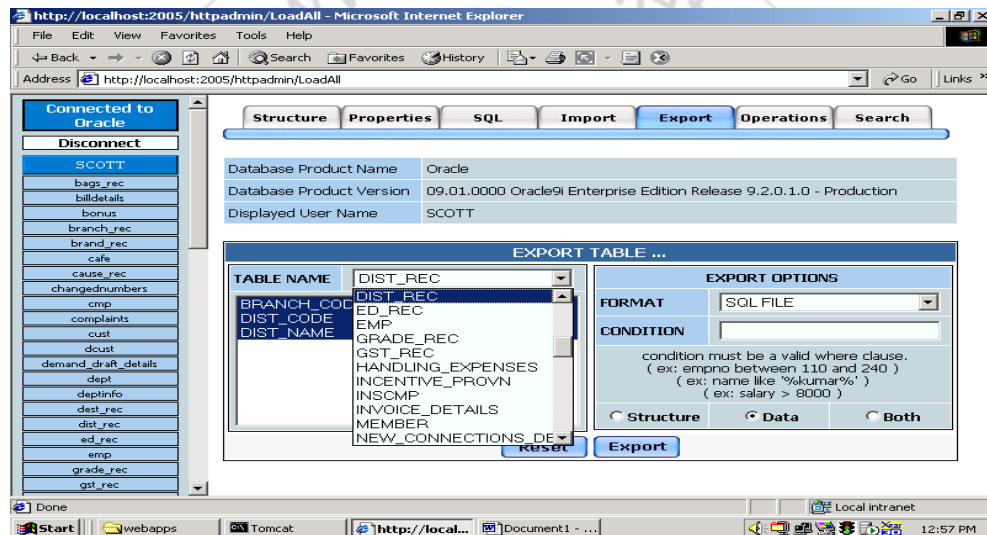 http://localhost:2005/httpadmin/LoadAll - Microsoft Internet Explorer
File Edit View Favorites Tools Help
Back Search Favorites History
Address http://localhost:2005/httpadmin/LoadAll Go Links »
Connected to
Oracle
Disconnect
SCOTT
bags_rec
billdetails
bonus
branch_rec
brand_rec
cafe
cause_rec
changednumbers
cmp
complaints
cust
dcust
demand_draft_details
dept
deptinfo
dest_rec
dist_rec
ed_rec
emp
grade_rec
gst_rec
Structure Properties SQL Import Export Operations Search
Database Product Name Oracle
Database Product Version 09.01.0000 Oracle9i Enterprise Edition Release 9.2.0.1.0 - Production
Displayed User Name SCOTT
EXPORT TABLE ...
TABLE NAME DIST_REC
BRANCH_COD
DIST_CODE
DIST_NAME
DIST_REC
ED_REC
EMP
GRADE_REC
GST_REC
HANDLING_EXPENSES
INCENTIVE_PROVN
INSCMP
INVOICE_DETAILS
MEMBER
NEW_CONNECTIONS_DE
EXPORT OPTIONS
FORMAT SQL FILE
CONDITION
condition must be a valid where clause.
( ex: empno between 110 and 240 )
( ex: name like '%kumar%' )
( ex: salary > 8000 )
Structure Data Both
Reset Export
Done Local intranet
Start webapps Tomcat http://local... Document1 - ... 12:57 PM